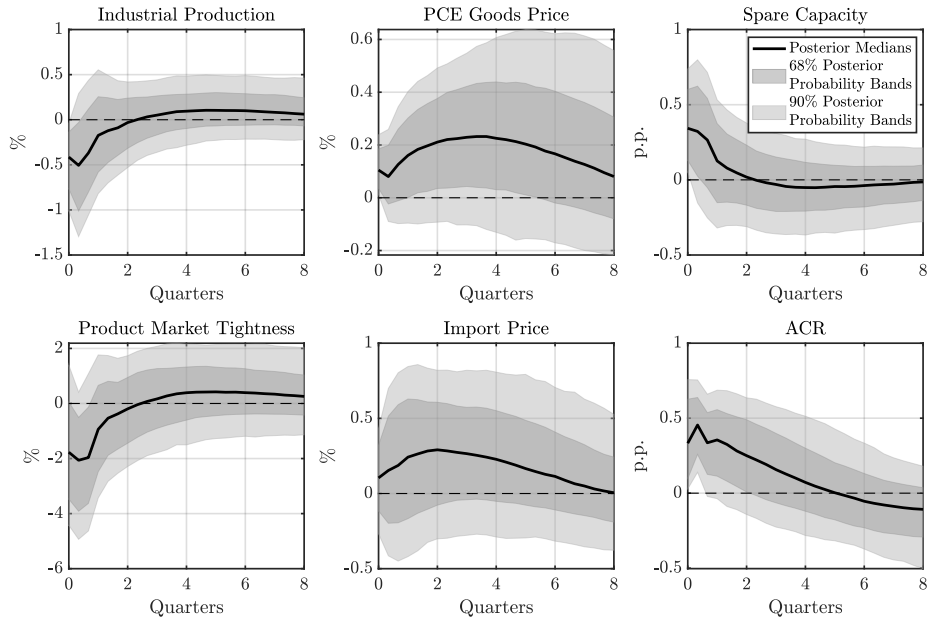 Industrial Production
1
0.5
0
-0.5
-1
-1.5
%
0 2 4 6 8
Quarters
PCE Goods Price
0.6
0.4
0.2
0
-0.2
%
0 2 4 6 8
Quarters
Spare Capacity
1
0.5
0
-0.5
p.p.
0 2 4 6 8
Quarters
Posterior Medians
68% Posterior
Probability Bands
90% Posterior
Probability Bands
Product Market Tightness
2
0
-2
-4
-6
%
0 2 4 6 8
Quarters
Import Price
1
0.5
0
-0.5
%
0 2 4 6 8
Quarters
ACR
1
0.5
0
-0.5
p.p.
0 2 4 6 8
Quarters